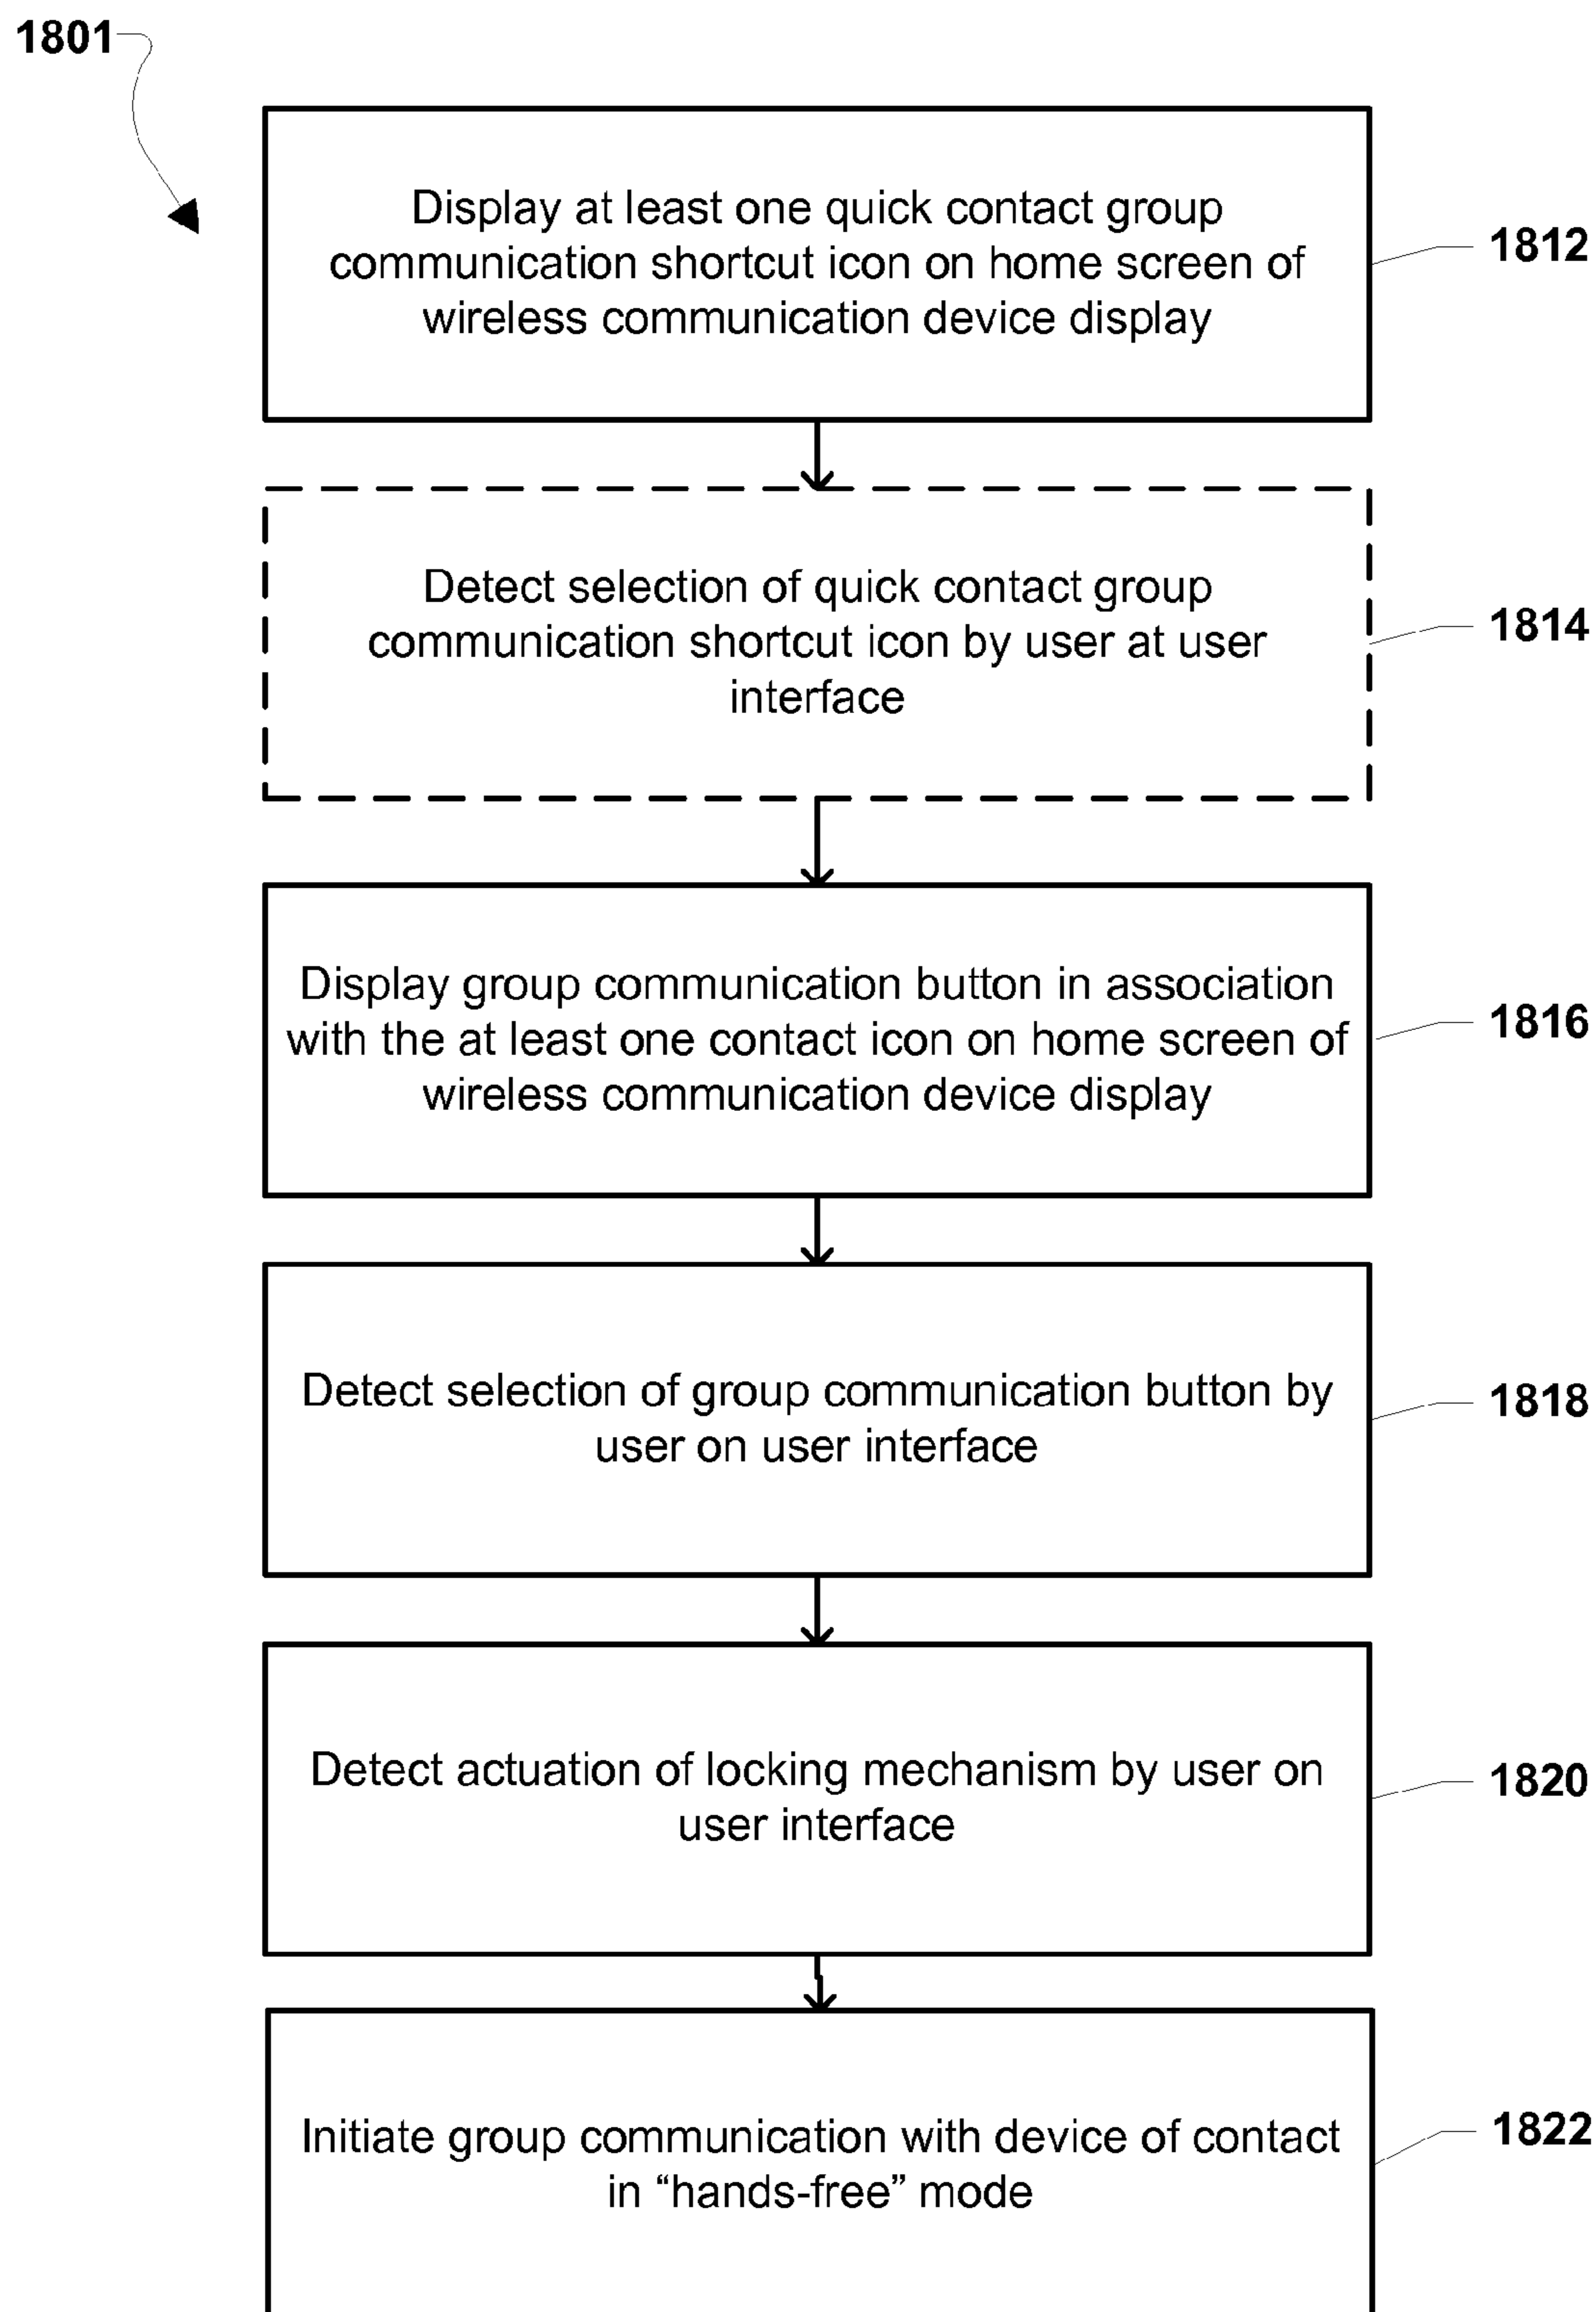 1801
Display at least one quick contact group
communication shortcut icon on home screen of
wireless communication device display
1812
Detect selection of quick contact group
communication shortcut icon by user at user
interface
1814
Display group communication button in association
with the at least one contact icon on home screen of
wireless communication device display
1816
Detect selection of group communication button by
user on user interface
1818
Detect actuation of locking mechanism by user on
user interface
1820
Initiate group communication with device of contact
in “hands-free” mode
1822